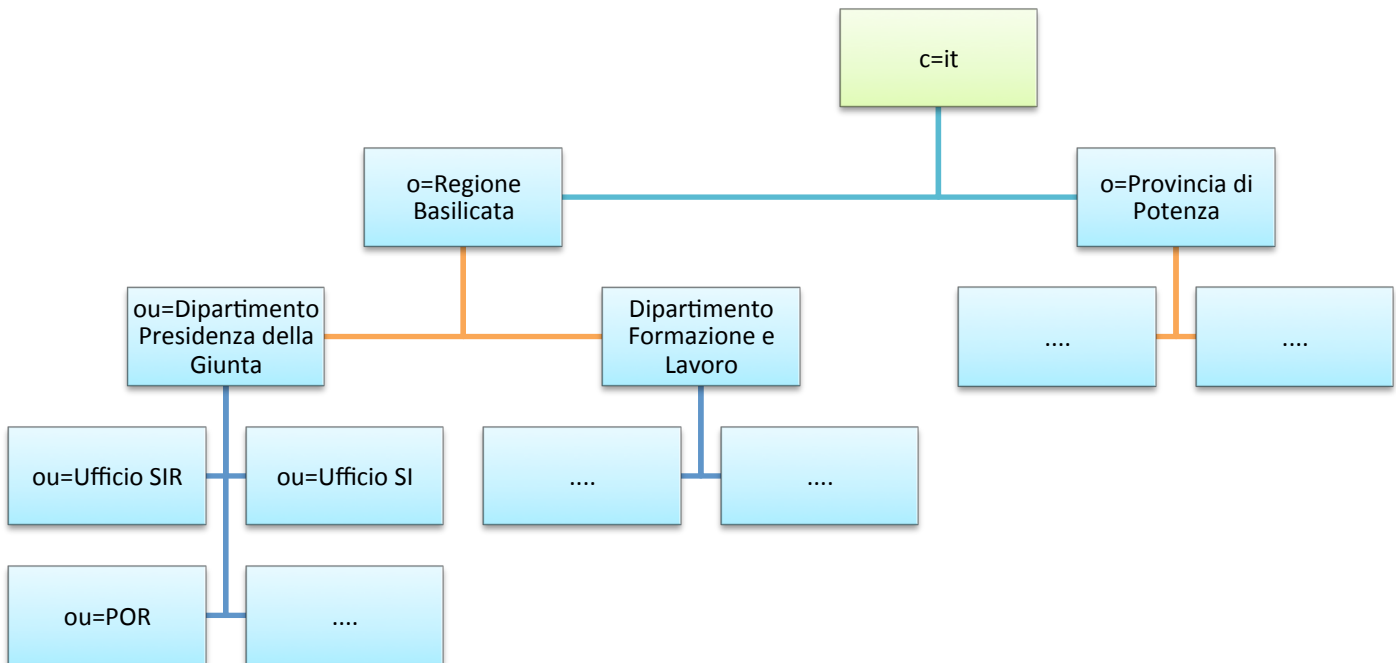 c=it
o=Regione
Basilicata
o=Provincia di
Potenza
ou=Dipartimento
Presidenza della
Giunta
Dipartimento
Formazione e
Lavoro
....
....
ou=Ufficio SIR
ou=Ufficio SI
....
....
ou=POR
....